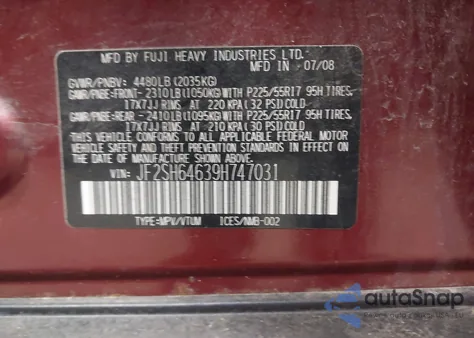 MFD BY FUJI HEAVY INDUSTRIES LTD.
MFD IN 07/08
GVWR/PNBV: 4480LB (2035KG)
GAWR/PNBE-FRONT- 2310LB(1050KG)WITH P225/55R17 95H TIRES,
17X7JJ RIMS AT 220 KPA (32 PSI)COLD
GAWR/PNBE-REAR - 2410LB(1095KG)WITH P225/55R17 95H TIRES,
17X7JJ RIMS AT 210 KPA (30 PSI)COLD
THIS VEHICLE CONFORMS TO ALL APPLICABLE FEDERAL MOTOR
VEHICLE SAFETY, BUMPER AND THEFT PREVENTION STANDARDS
IN EFFECT ON THE DATE OF MANUFACTURE SHOWN ABOVE.
VIN: JF2SH64639H747031
TYPE=MPV/VTUM ICES/NMB-002
autoSnap